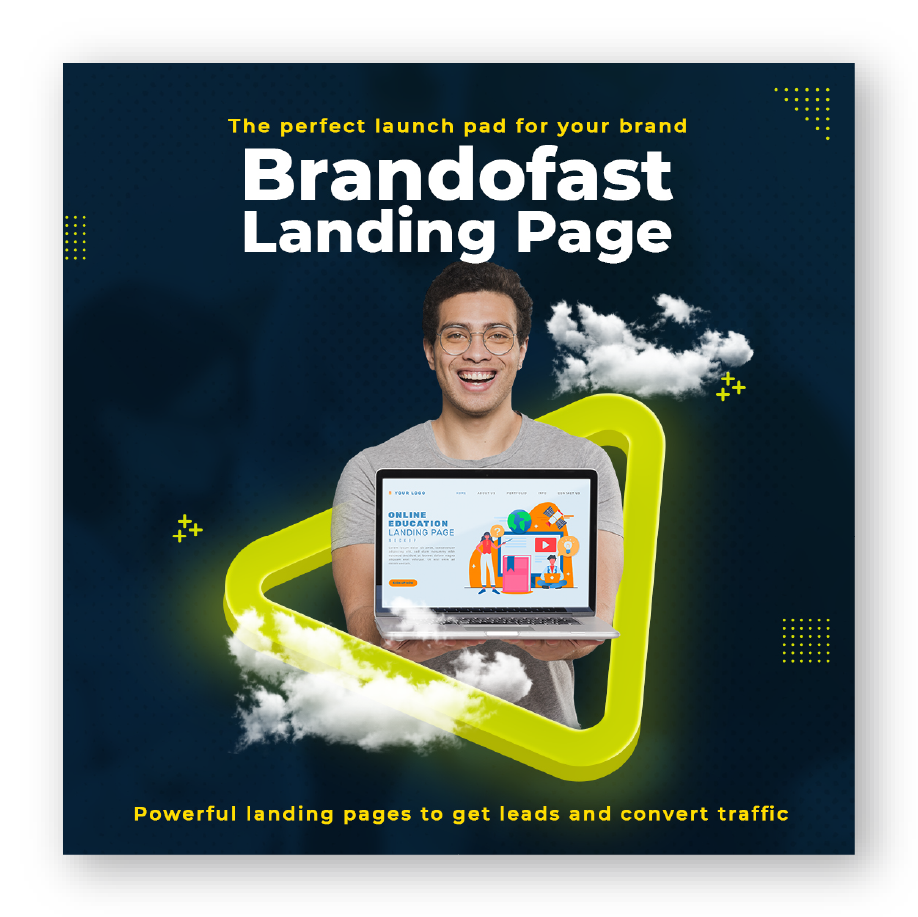 The perfect launch pad for your brand
Brandofast
Landing Page
YOUR LOGO
ONLINE
EDUCATION
LANDING PAGE
Powerful landing pages to get leads and convert traffic